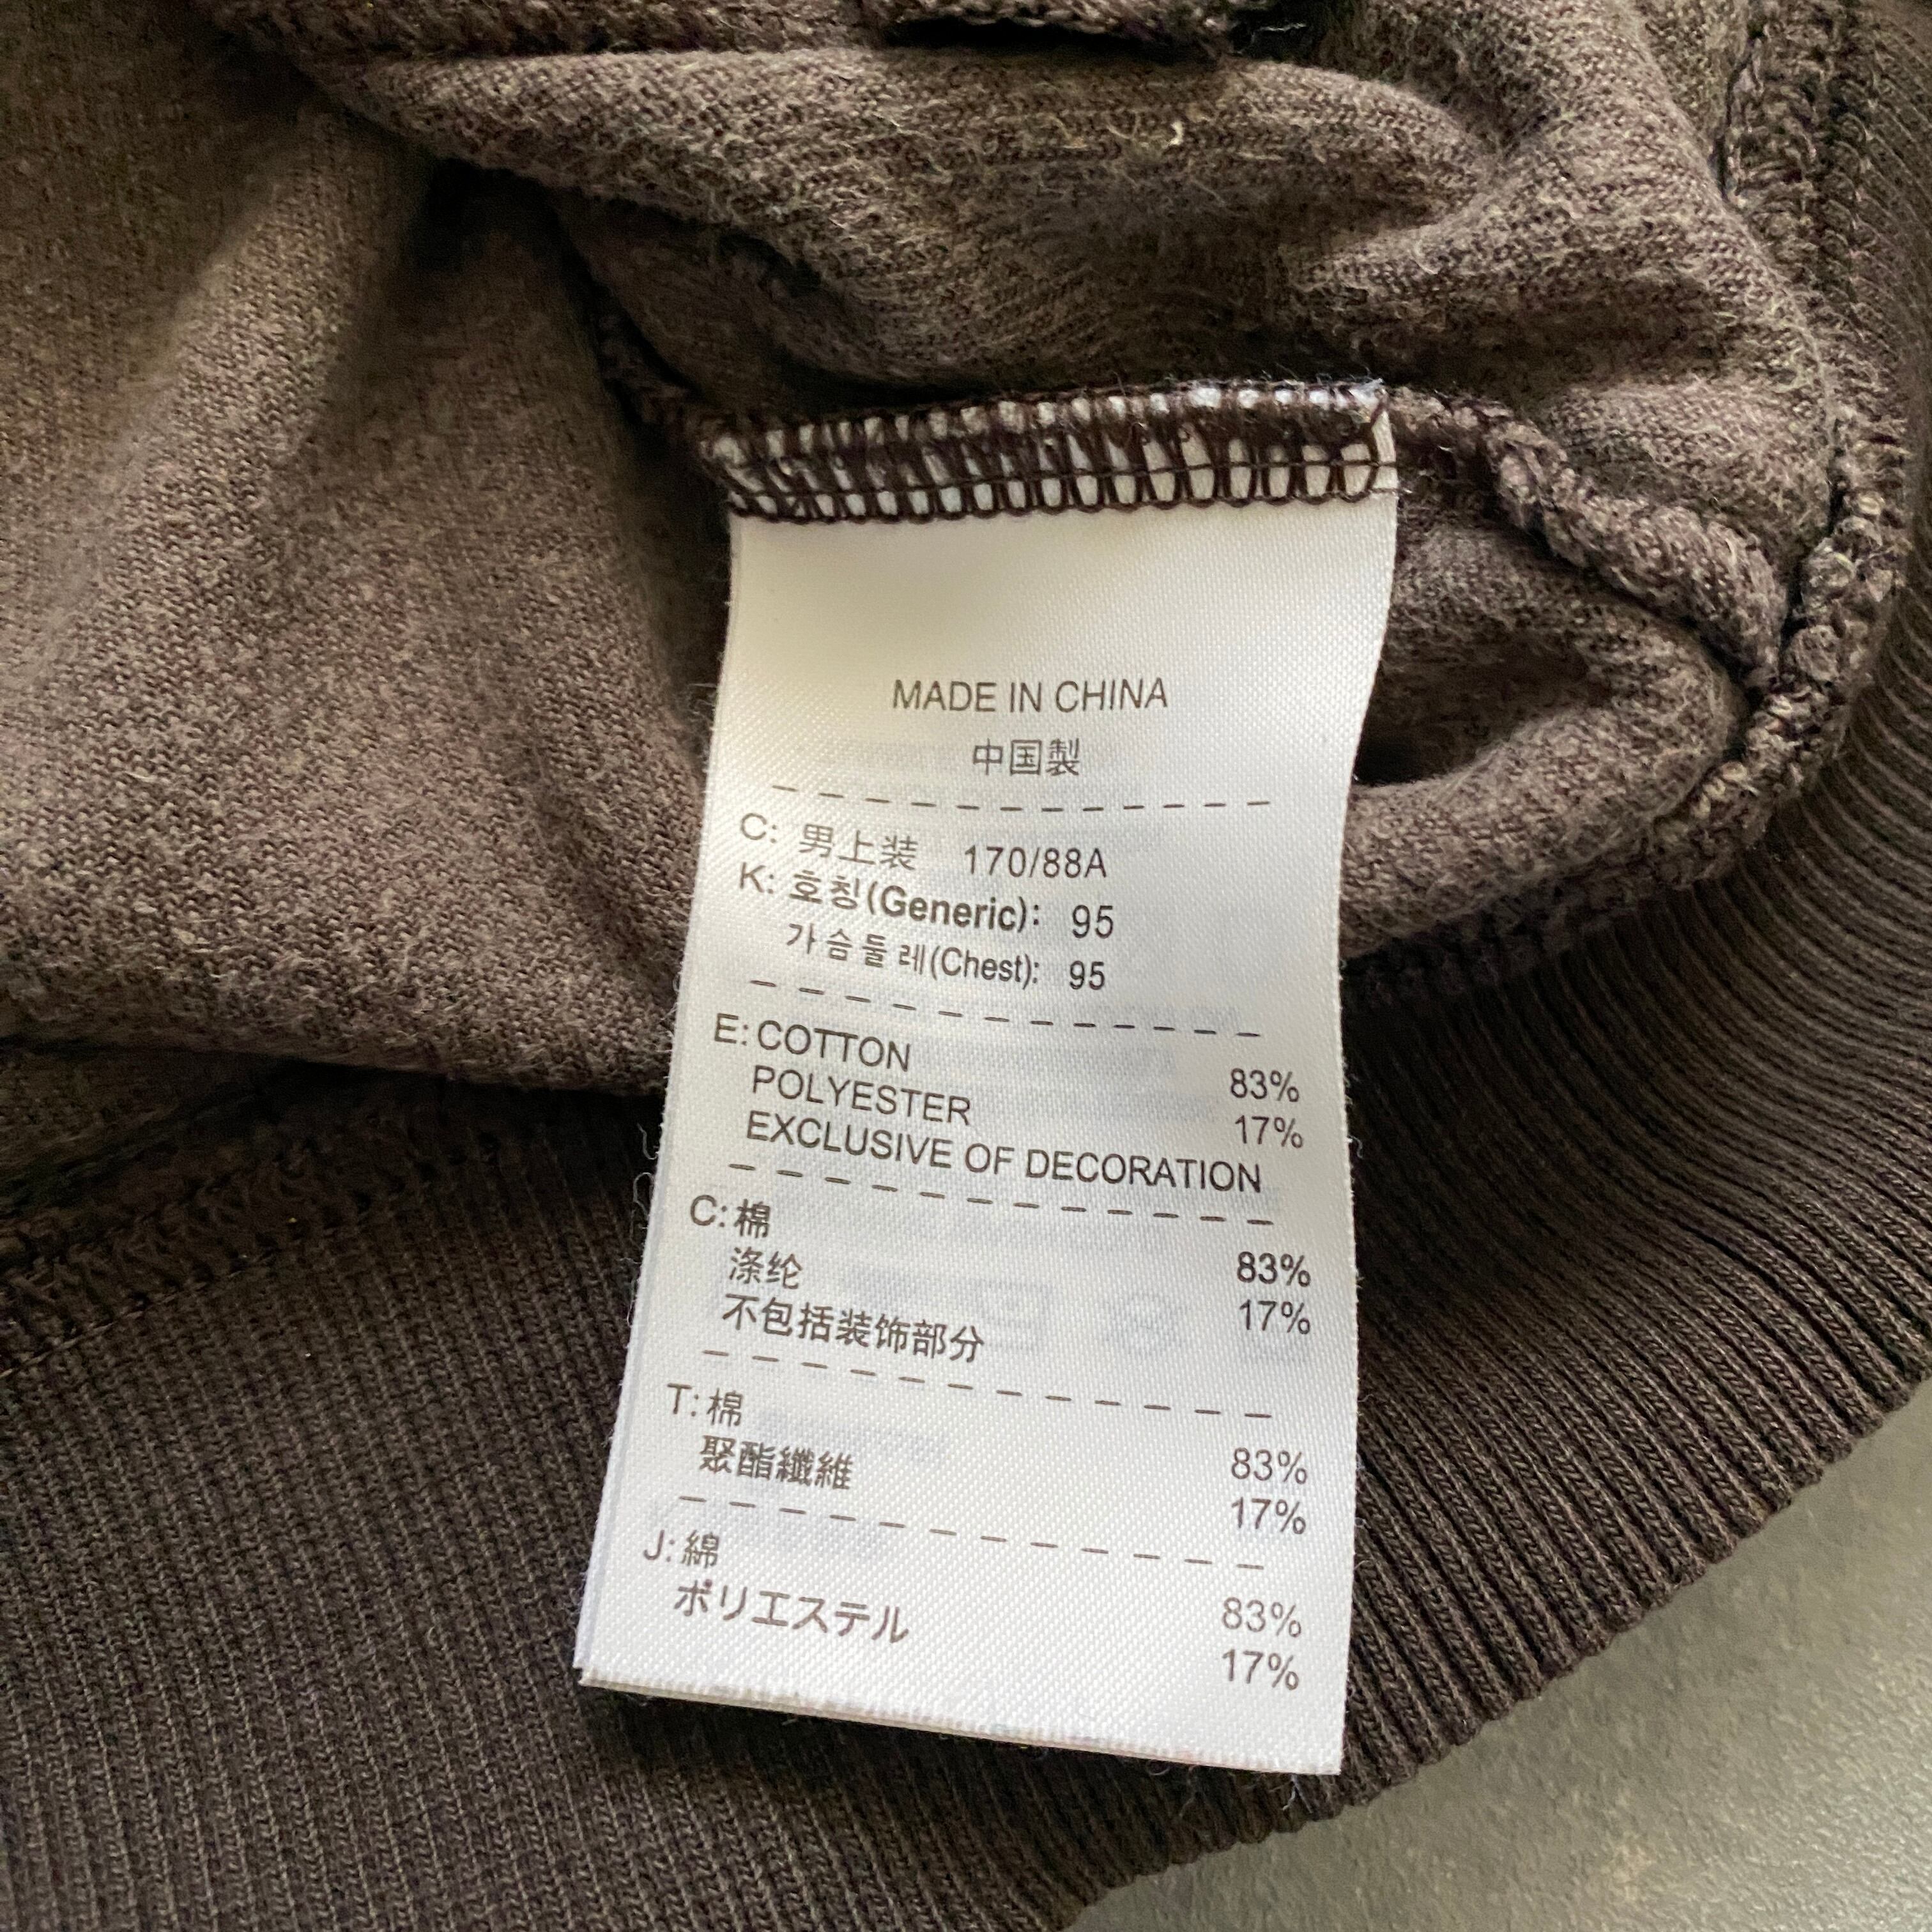 MADE IN CHINA
中国製
C: 男上装 170/88A
K: 호칭(Generic): 95
가슴둘레(Chest): 95
E: COTTON 83%
POLYESTER 17%
EXCLUSIVE OF DECORATION
C: 棉 83%
涤纶 17%
不包括装饰部分
T: 棉 83%
聚酯纖維 17%
J: 綿 83%
ポリエステル 17%